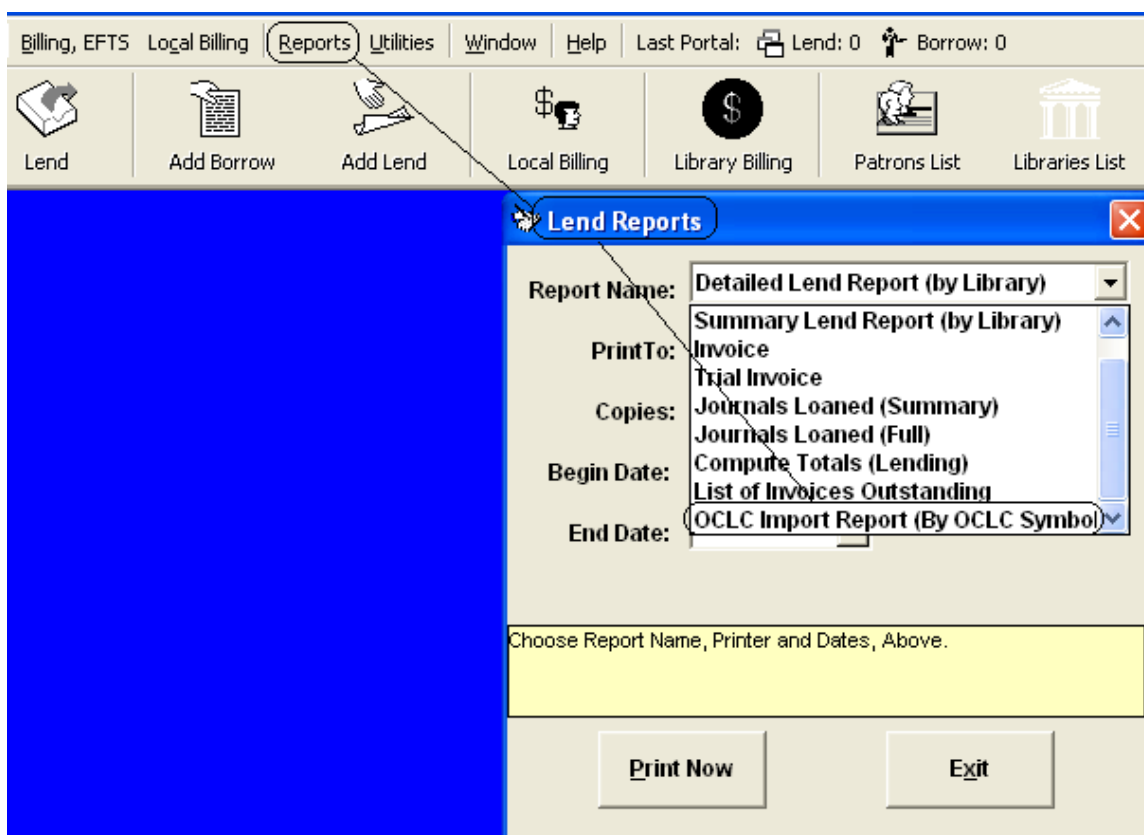 Billing, EFTS Local Billing Reports Utilities Window Help Last Portal: Lend: 0 Borrow: 0
Lend Add Borrow Add Lend Local Billing Library Billing Patrons List Libraries List
Lend Reports
Report Name: Detailed Lend Report (by Library)
Summary Lend Report (by Library)
PrintTo: Invoice
Trial Invoice
Copies: Journals Loaned (Summary)
Journals Loaned (Full)
Begin Date: Compute Totals (Lending)
List of Invoices Outstanding
End Date: OCLC Import Report (By OCLC Symbol
Choose Report Name, Printer and Dates, Above.
Print Now Exit